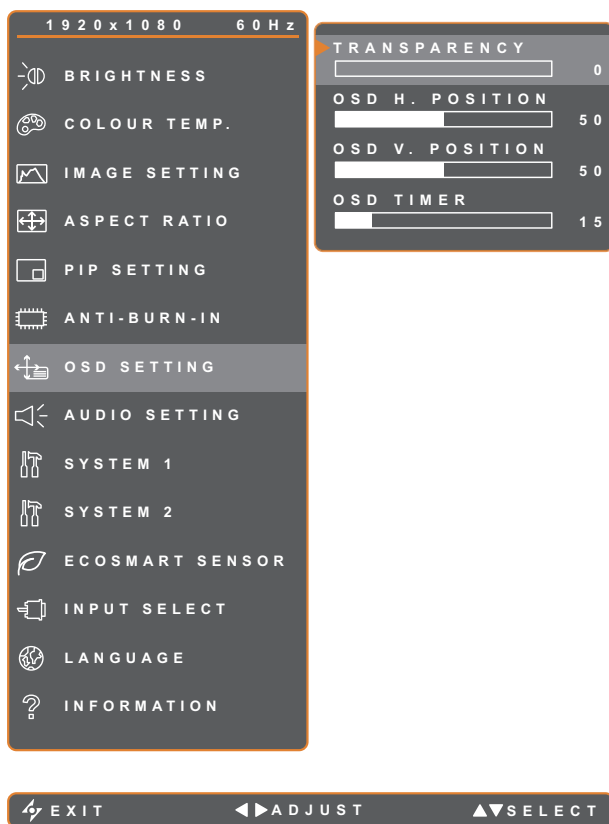 1920x1080 60Hz
BRIGHTNESS
COLOUR TEMP.
IMAGE SETTING
ASPECT RATIO
PIP SETTING
ANTI-BURN-IN
OSD SETTING
AUDIO SETTING
SYSTEM 1
SYSTEM 2
ECOSMART SENSOR
INPUT SELECT
LANGUAGE
INFORMATION
TRANSPARENCY
0
OSD H. POSITION
50
OSD V. POSITION
50
OSD TIMER
15
EXIT ◀▶ADJUST ▲▼SELECT